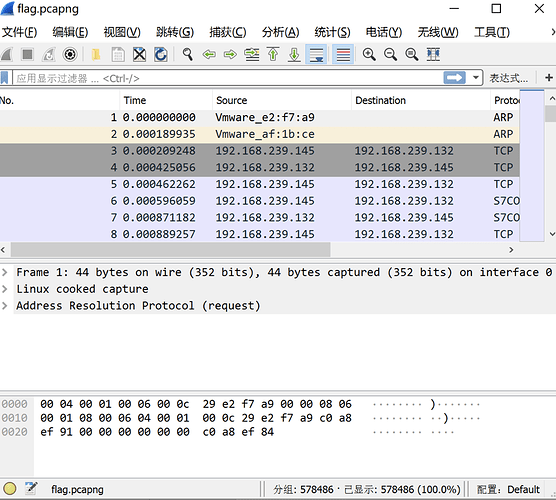 flag.pcapng
文件(F) 编辑(E) 视图(V) 跳转(G) 捕获(C) 分析(A) 统计(S) 电话(Y) 无线(W) 工具(T)
应用显示过滤器 … <Ctrl-/> 表达式… +
No. Time Source Destination Protoc
1 0.000000000 Vmware_e2:f7:a9 ARP
2 0.000189935 Vmware_af:1b:ce ARP
3 0.000209248 192.168.239.145 192.168.239.132 TCP
4 0.000425056 192.168.239.132 192.168.239.145 TCP
5 0.000462262 192.168.239.145 192.168.239.132 TCP
6 0.000596059 192.168.239.145 192.168.239.132 S7CO
7 0.000871182 192.168.239.132 192.168.239.145 S7CO
8 0.000889257 192.168.239.145 192.168.239.132 TCP
Frame 1: 44 bytes on wire (352 bits), 44 bytes captured (352 bits) on interface 0
Linux cooked capture
Address Resolution Protocol (request)
0000 00 04 00 01 00 06 00 0c 29 e2 f7 a9 00 00 08 06 ········ )·······
0010 00 01 08 00 06 04 00 01 00 0c 29 e2 f7 a9 c0 a8 ········ ··)·····
0020 ef 91 00 00 00 00 00 00 c0 a8 ef 84 ········ ····
flag.pcapng 分组: 578486 · 已显示: 578486 (100.0%) 配置: Default